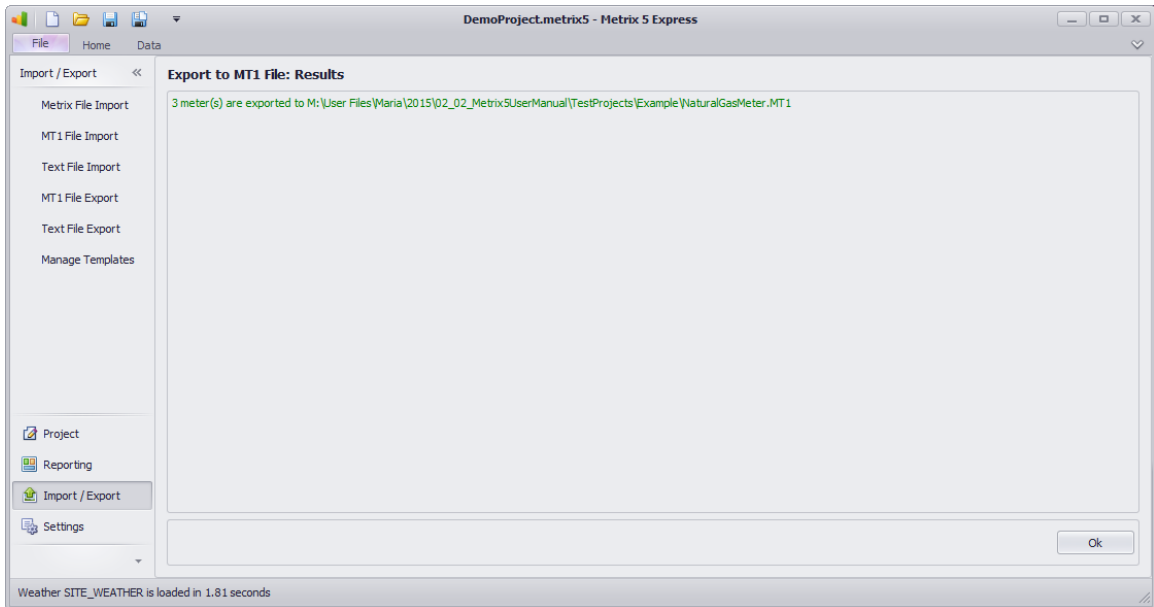 DemoProject.metrix5 - Metrix 5 Express
File Home Data
Import / Export
Metrix File Import
MT1 File Import
Text File Import
MT1 File Export
Text File Export
Manage Templates
Project
Reporting
Import / Export
Settings
Export to MT1 File: Results
3 meter(s) are exported to M:\User Files\Maria\2015\02_02_Metrix5UserManual\TestProjects\Example\NaturalGasMeter.MT1
Ok
Weather SITE_WEATHER is loaded in 1.81 seconds